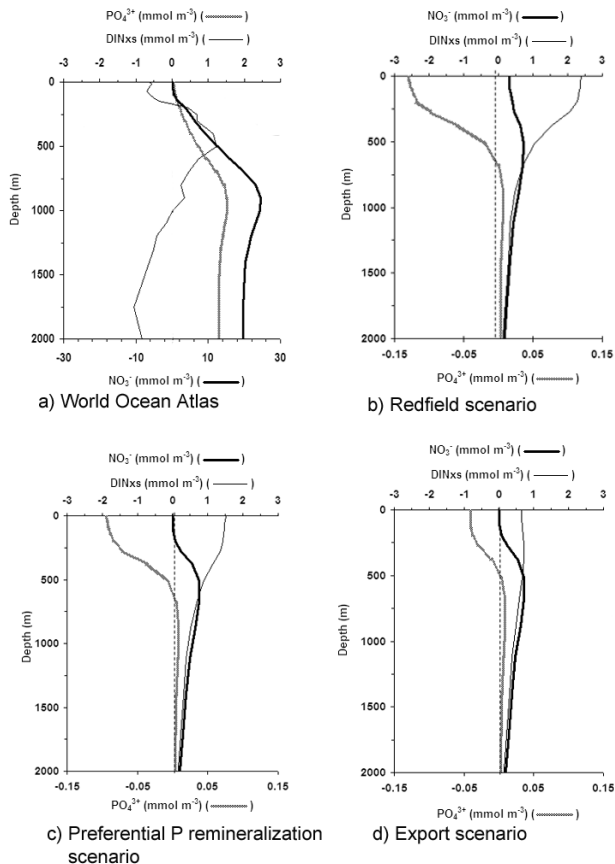 PO₄³⁺ (mmol m⁻³) ( )
DINxs (mmol m⁻³) ( )
-3 -2 -1 0 1 2 3
0
500
1000
1500
2000
Depth (m)
-30 -10 10 30
NO₃⁻ (mmol m⁻³) ( )
a) World Ocean Atlas
NO₃⁻ (mmol m⁻³) ( )
DINxs (mmol m⁻³) ( )
-3 -2 -1 0 1 2 3
0
500
1000
1500
2000
Depth (m)
-0.15 -0.05 0.05 0.15
PO₄³⁺ (mmol m⁻³) ( )
b) Redfield scenario
NO₃⁻ (mmol m⁻³) ( )
DINxs (mmol m⁻³) ( )
-3 -2 -1 0 1 2 3
0
500
1000
1500
2000
Depth (m)
-0.15 -0.05 0.05 0.15
PO₄³⁺ (mmol m⁻³) ( )
c) Preferential P remineralization
scenario
NO₃⁻ (mmol m⁻³) ( )
DINxs (mmol m⁻³) ( )
-3 -2 -1 0 1 2 3
0
500
1000
1500
2000
Depth (m)
-0.15 -0.05 0.05 0.15
PO₄³⁺ (mmol m⁻³) ( )
d) Export scenario